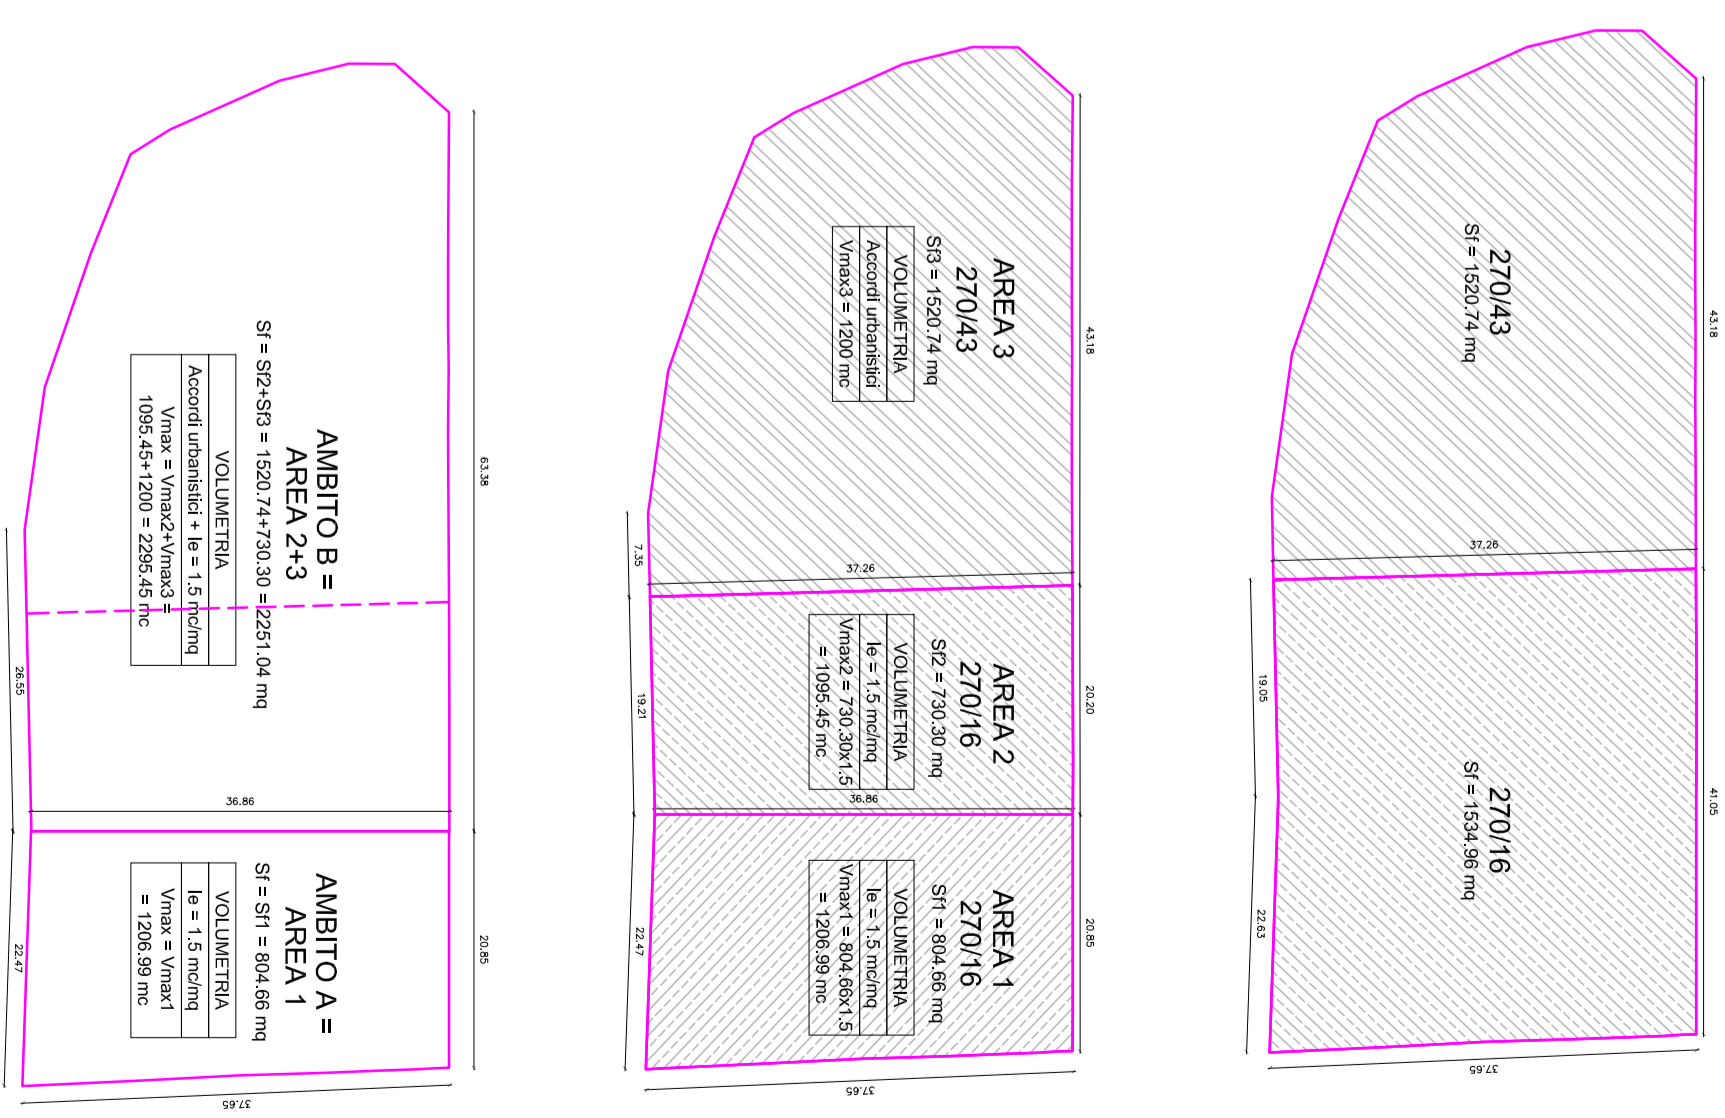 270/43
Sf = 1520.74 mq
43.18
37.26
270/16
Sf = 1534.96 mq
41.05
19.05
22.63
37.65
AREA 3
270/43
Sf3 = 1520.74 mq
VOLUMETRIA
Accordi urbanistici
Vmax3 = 1200 mc
43.18
7.35
37.26
AREA 2
270/16
Sf2 = 730.30 mq
VOLUMETRIA
Ie = 1.5 mc/mq
Vmax2 = 730.30x1.5
= 1095.45 mc
20.20
19.21
36.86
AREA 1
270/16
Sf1 = 804.66 mq
VOLUMETRIA
Ie = 1.5 mc/mq
Vmax1 = 804.66x1.5
= 1206.99 mc
20.85
22.47
37.65
AMBITO B =
AREA 2+3
Sf = Sf2+Sf3 = 1520.74+730.30 = 2251.04 mq
VOLUMETRIA
Accordi urbanistici + Ie = 1.5 mc/mq
Vmax = Vmax2+Vmax3 =
1095.45+1200 = 2295.45 mc
63.38
26.55
36.86
AMBITO A =
AREA 1
Sf = Sf1 = 804.66 mq
VOLUMETRIA
Ie = 1.5 mc/mq
Vmax = Vmax1
= 1206.99 mc
20.85
22.47
37.65